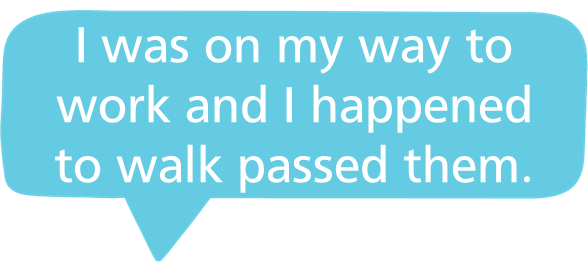 I was on my way to
work and I happened
to walk passed them.